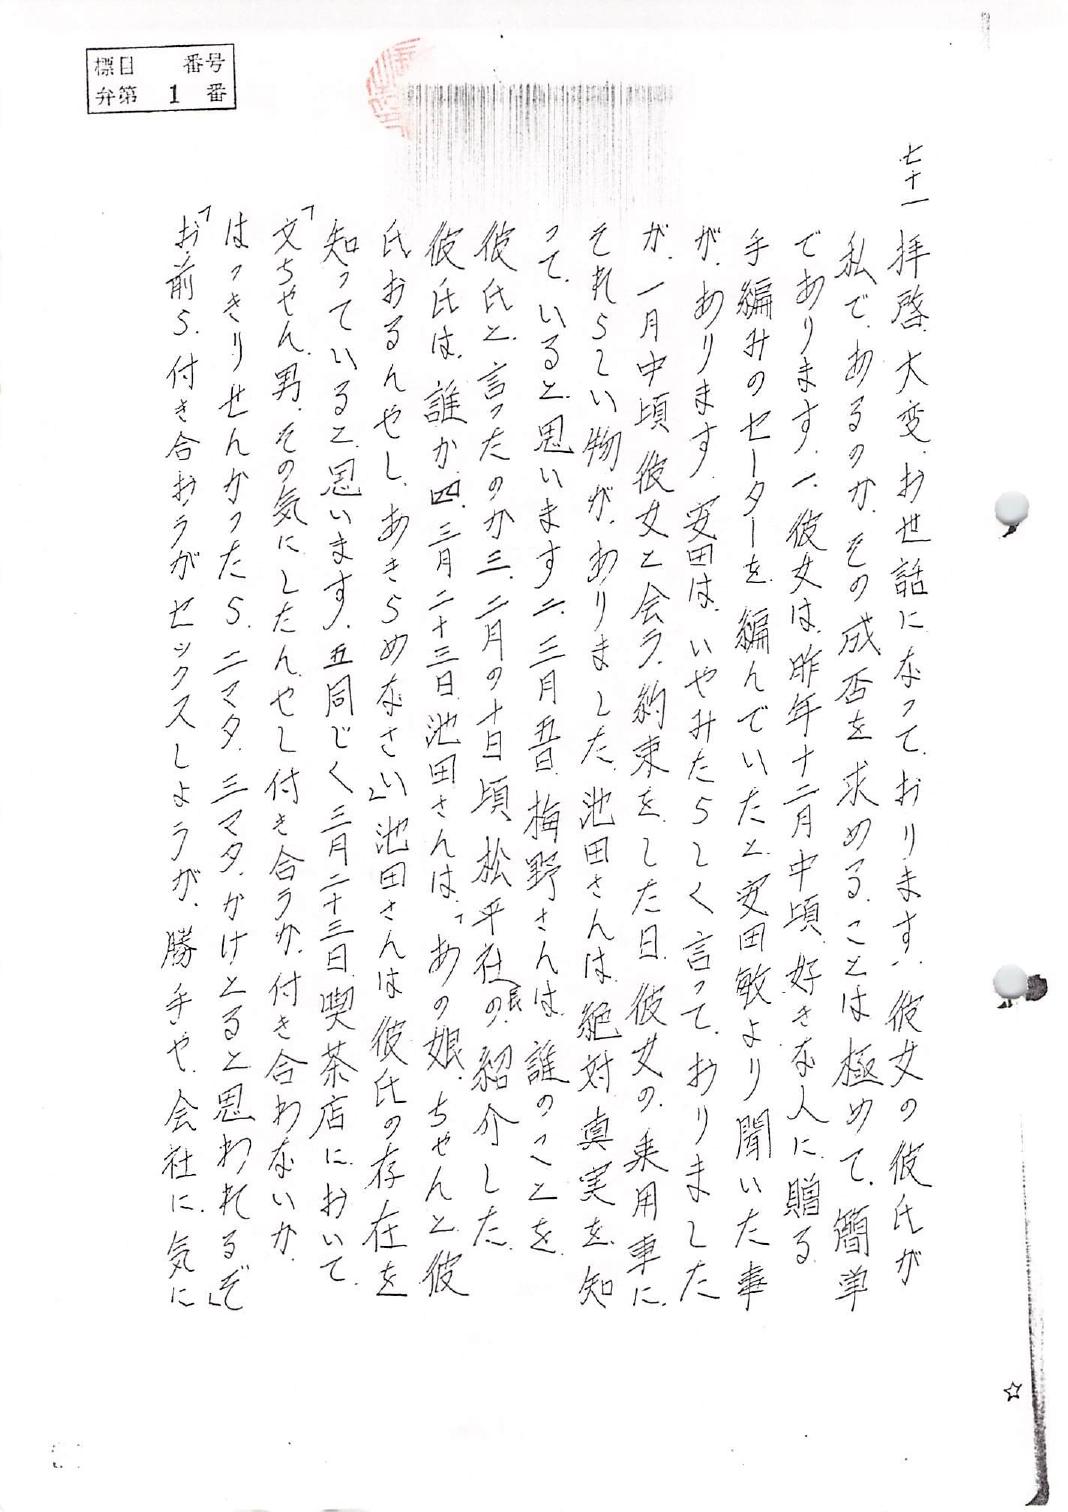 標目 番号
弁第 1 番
七十一
拝啓、大変、お世話になって、おります、彼女の彼氏が
私で、あるのか、その成否を求める、ことは極めて、簡単
であります、一、彼女は、昨年十二月中頃、好きな人に、贈る、
手編みのセーターを、編んでいたと、安田敏より聞いた事
が、あります、安田は、いやみたらしく言って、おりました
が、一月中頃、彼女と会う、約束をした日、彼女の、乗用車に、
それらしい物が、ありました、池田さんは、絶対、真実を、知
って、いると、思います、二、三月五日、梅野さんは、誰のことを、
彼氏と、言ったのか、三、二月の十日頃、松平社長の、紹介した、
彼氏は、誰か、四、三月二十三日、池田さんは、「あの娘、ちゃんと、彼
氏おるんやし、あきらめなさい」池田さんは彼氏の存在を
知っていると、思います、五、同じく三月二十三日、喫茶店に、おいて、
「文ちゃん、男、その気にしたんやし付き合うか、付き合わないか、
はっきりせんかったら、二マタ、三マタ、かけとると思われるぞ」
「お前ら、付き合おうがセックスしようが、勝手や、会社に、気に